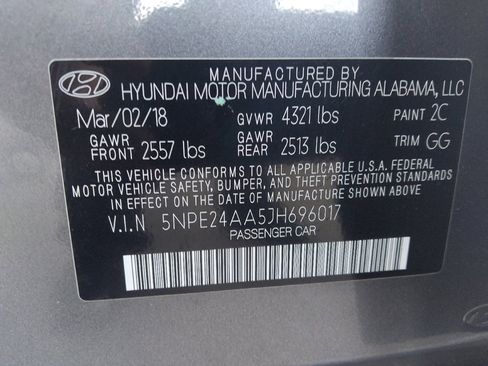 MANUFACTURED BY
HYUNDAI MOTOR MANUFACTURING ALABAMA, LLC
Mar/02/18 GVWR 4321 lbs PAINT 2C
GAWR FRONT 2557 lbs GAWR REAR 2513 lbs TRIM GG
THIS VEHICLE CONFORMS TO ALL APPLICABLE U.S.A. FEDERAL
MOTOR VEHICLE SAFETY, BUMPER, AND THEFT PREVENTION STANDARDS
IN EFFECT ON THE DATE OF MANUFACTURE SHOWN ABOVE.
V.I.N 5NPE24AA5JH696017
PASSENGER CAR